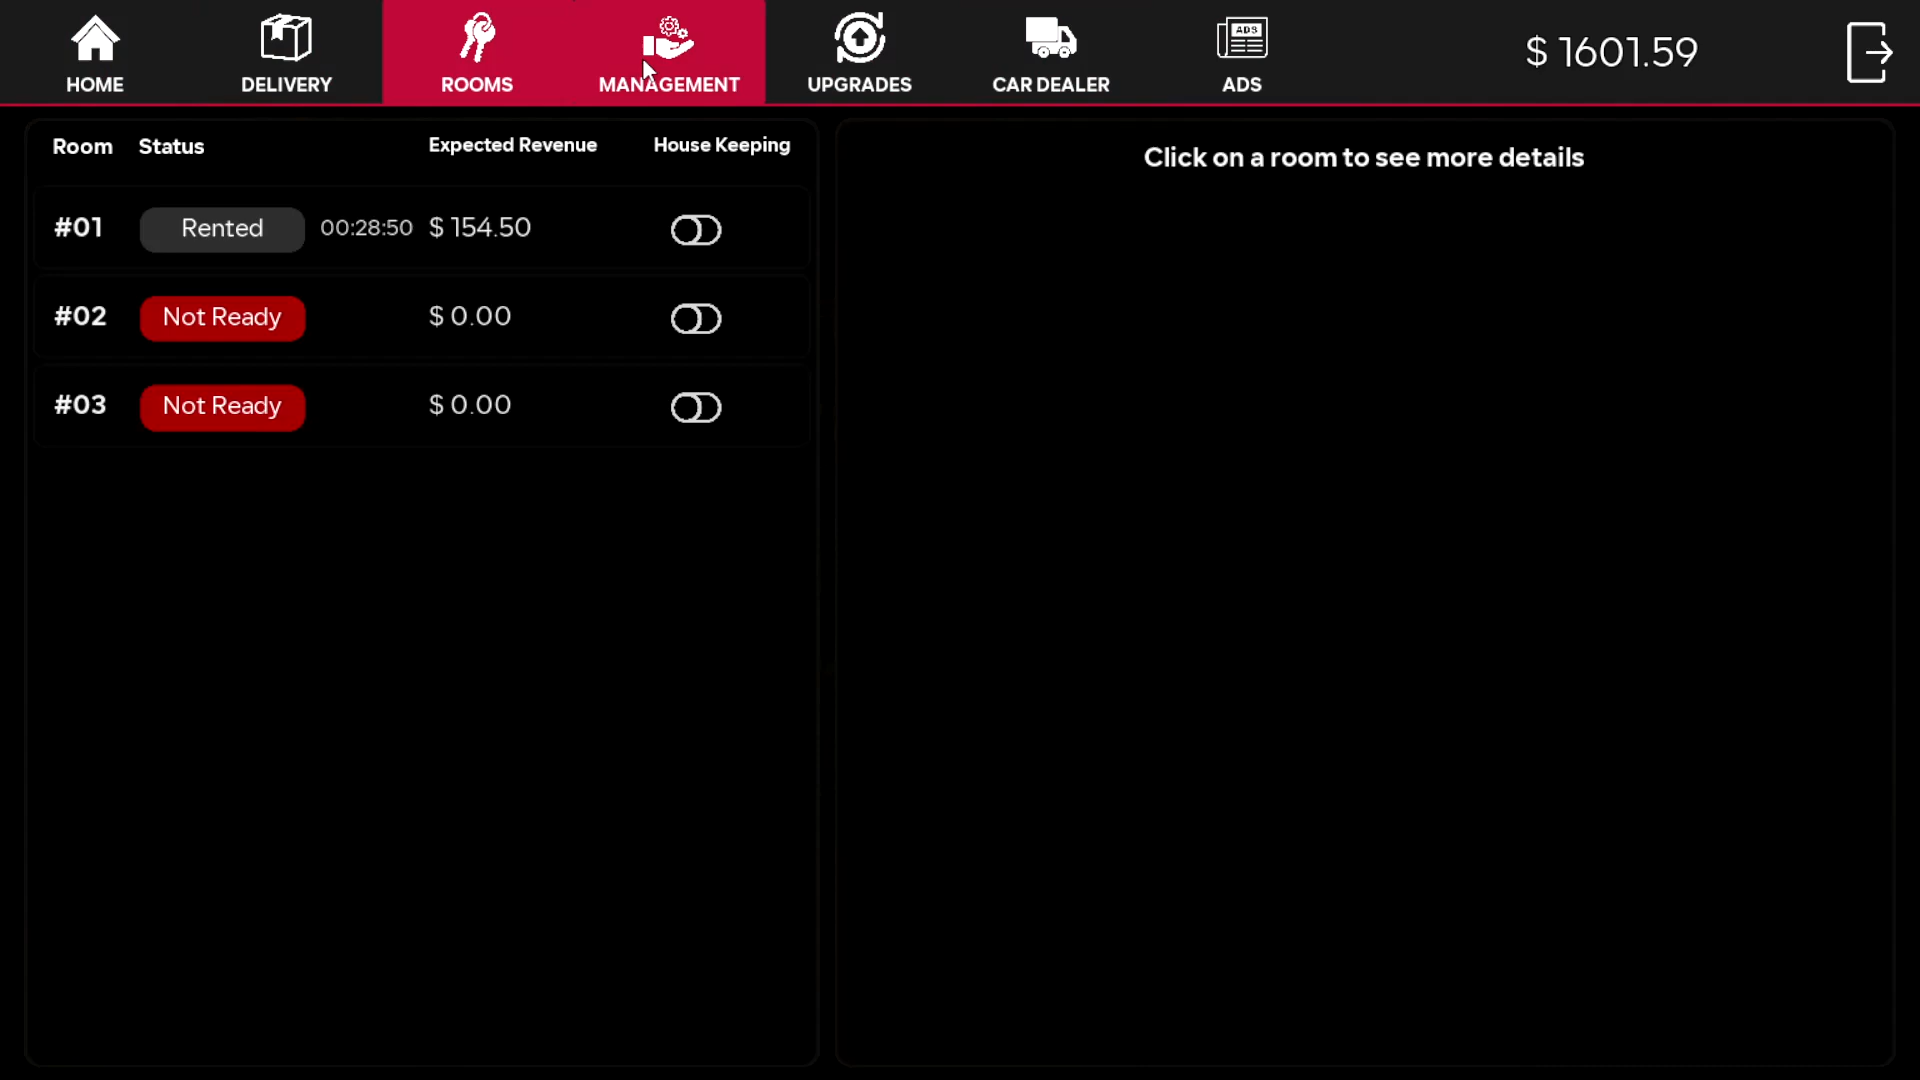 HOME
DELIVERY
ROOMS
MANAGEMENT
UPGRADES
CAR DEALER
ADS
ADS
$ 1601.59
Room Status Expected Revenue House Keeping
#01 Rented 00:28:50 $ 154.50
#02 Not Ready $ 0.00
#03 Not Ready $ 0.00
Click on a room to see more details